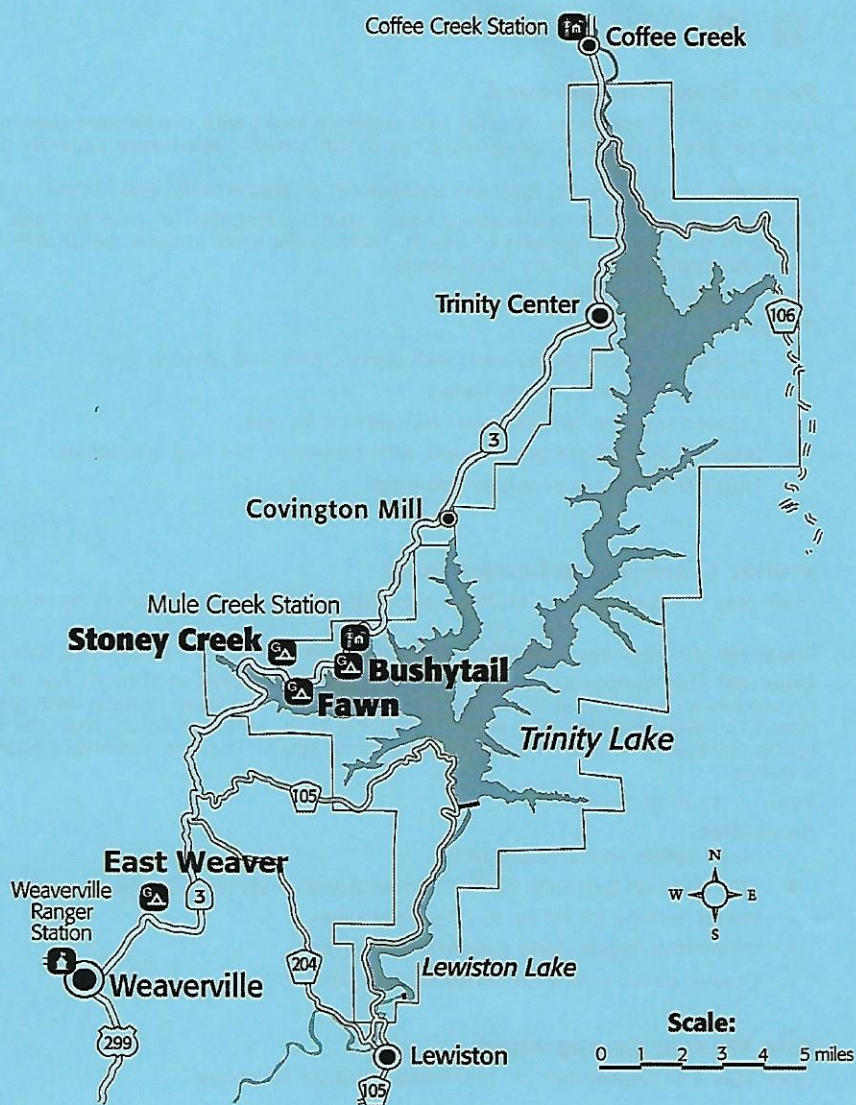 Coffee Creek Station
Coffee Creek
Trinity Center
106
3
Covington Mill
Mule Creek Station
Stoney Creek
G
G
Bushytail
G
Fawn
Trinity Lake
105
East Weaver
G
3
Weaverville
Ranger
Station
Weaverville
204
Lewiston Lake
N
W
E
S
299
Lewiston
105
Scale:
0 1 2 3 4 5 miles